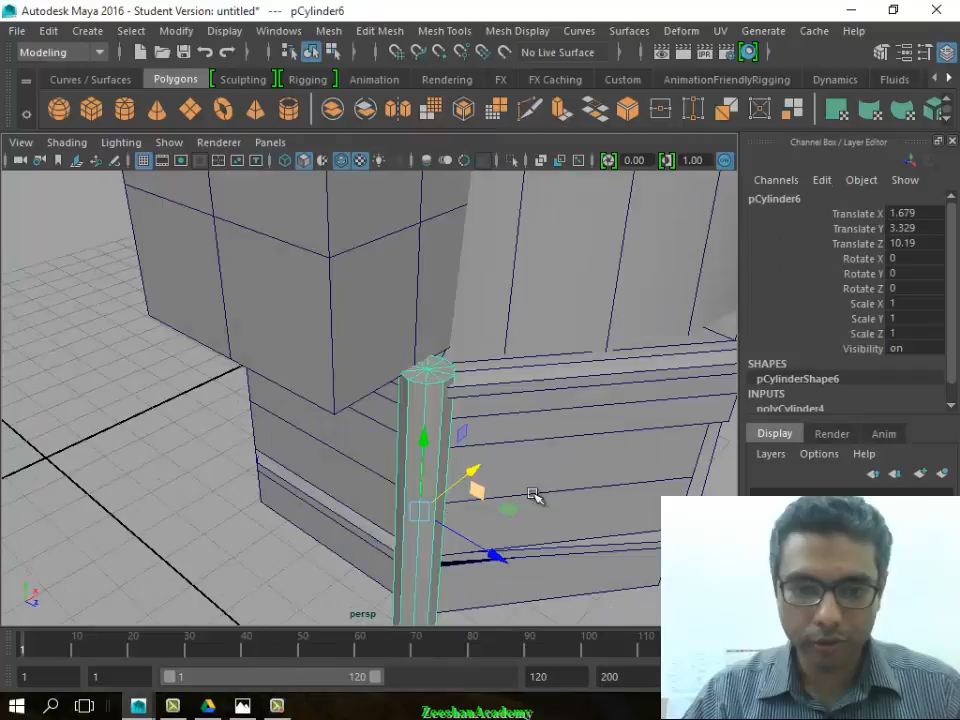 Autodesk Maya 2016 - Student Version: untitled*   ---   pCylinder6
File Edit Create Select Modify Display Windows Mesh Edit Mesh Mesh Tools Mesh Display Curves Surfaces Deform UV Generate Cache Help
Modeling No Live Surface
Curves / Surfaces Polygons Sculpting Rigging Animation Rendering FX FX Caching Custom AnimationFriendlyRigging Dynamics Fluids
View Shading Lighting Show Renderer Panels
Channel Box / Layer Editor
0.00 1.00
Channels Edit Object Show
pCylinder6
Translate X 1.679
Translate Y 3.329
Translate Z 10.19
Rotate X 0
Rotate Y 0
Rotate Z 0
Scale X 1
Scale Y 1
Scale Z 1
Visibility on
SHAPES
pCylinderShape6
INPUTS
polyCylinder4
Display Render Anim
Layers Options Help
persp
10 20 30 40 50 60 70 80 90 100 110
1
1 1 1 120 120 200
ZeeshanAcademy